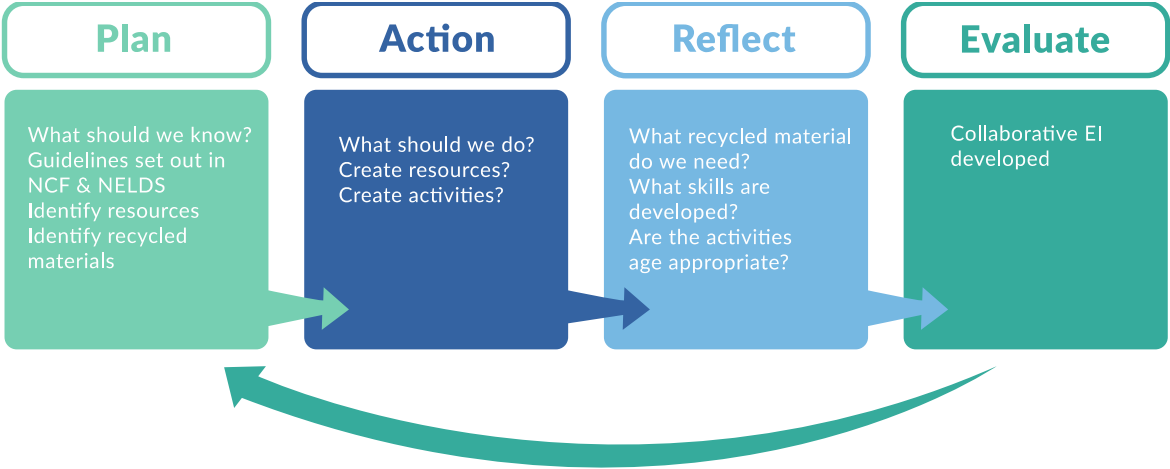 Plan
What should we know?
Guidelines set out in
NCF & NELDS
Identify resources
Identify recycled
materials
Action
What should we do?
Create resources?
Create activities?
Reflect
What recycled material
do we need?
What skills are
developed?
Are the activities
age appropriate?
Evaluate
Collaborative EI
developed